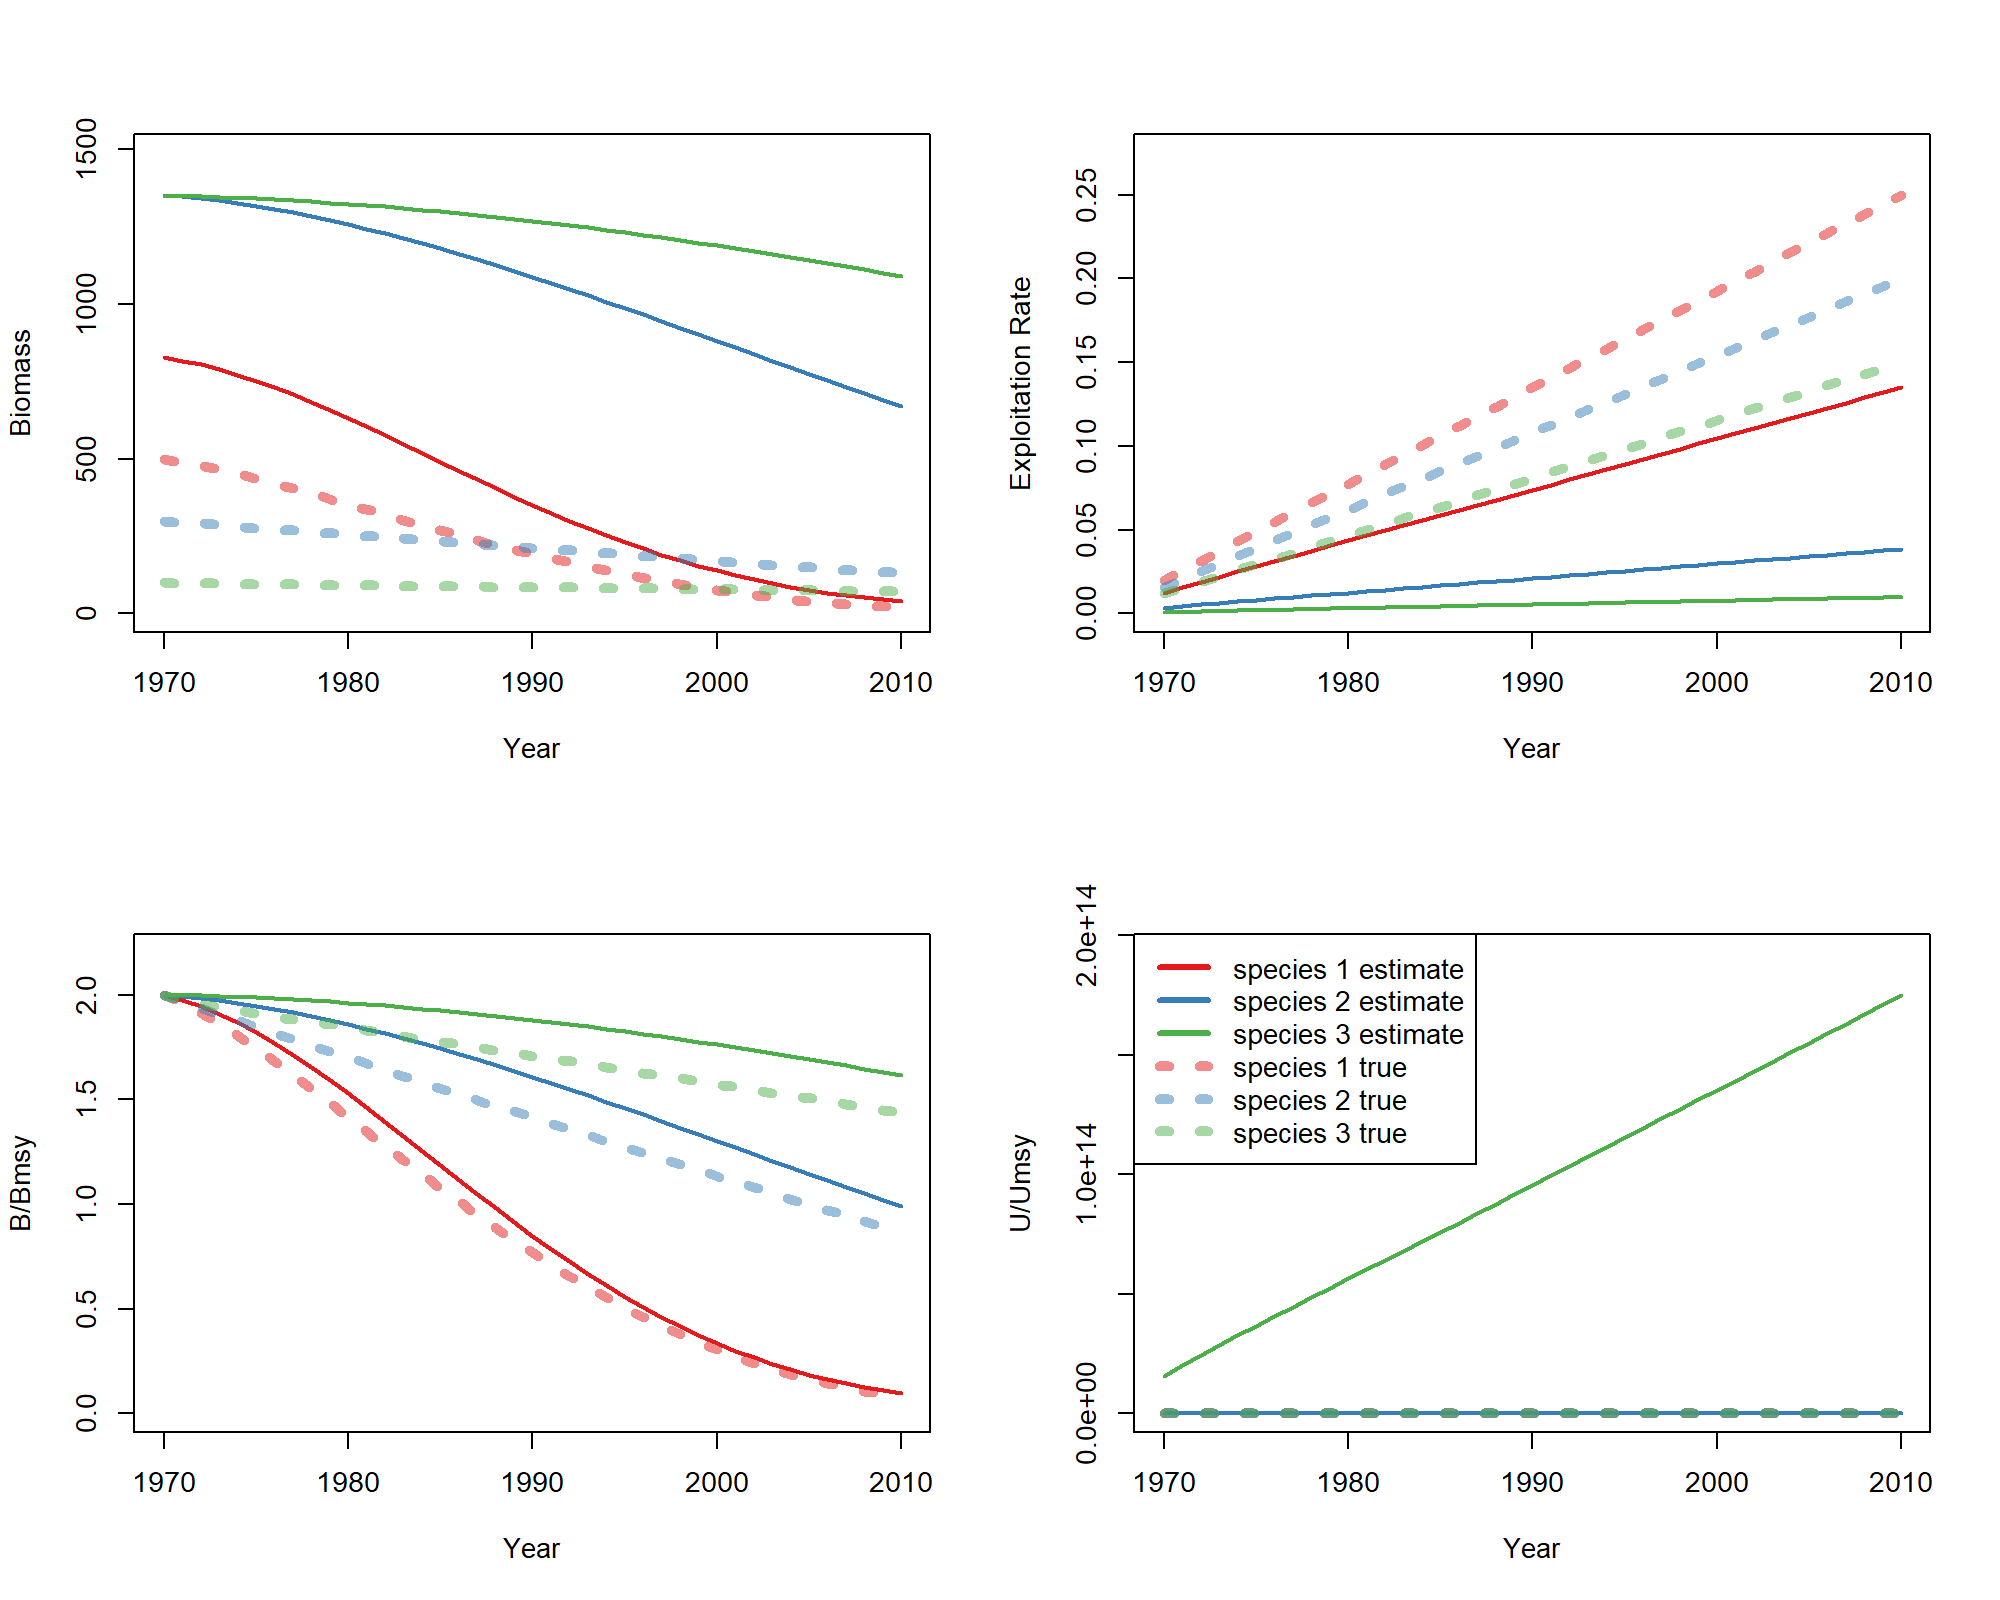 Biomass
1500
1000
500
0
1970 1980 1990 2000 2010
Year
Exploitation Rate
0.25
0.20
0.15
0.10
0.05
0.00
1970 1980 1990 2000 2010
Year
B/Bmsy
2.0
1.5
1.0
0.5
0.0
1970 1980 1990 2000 2010
Year
U/Umsy
2.0e+14
1.0e+14
0.0e+00
species 1 estimate
species 2 estimate
species 3 estimate
species 1 true
species 2 true
species 3 true
1970 1980 1990 2000 2010
Year